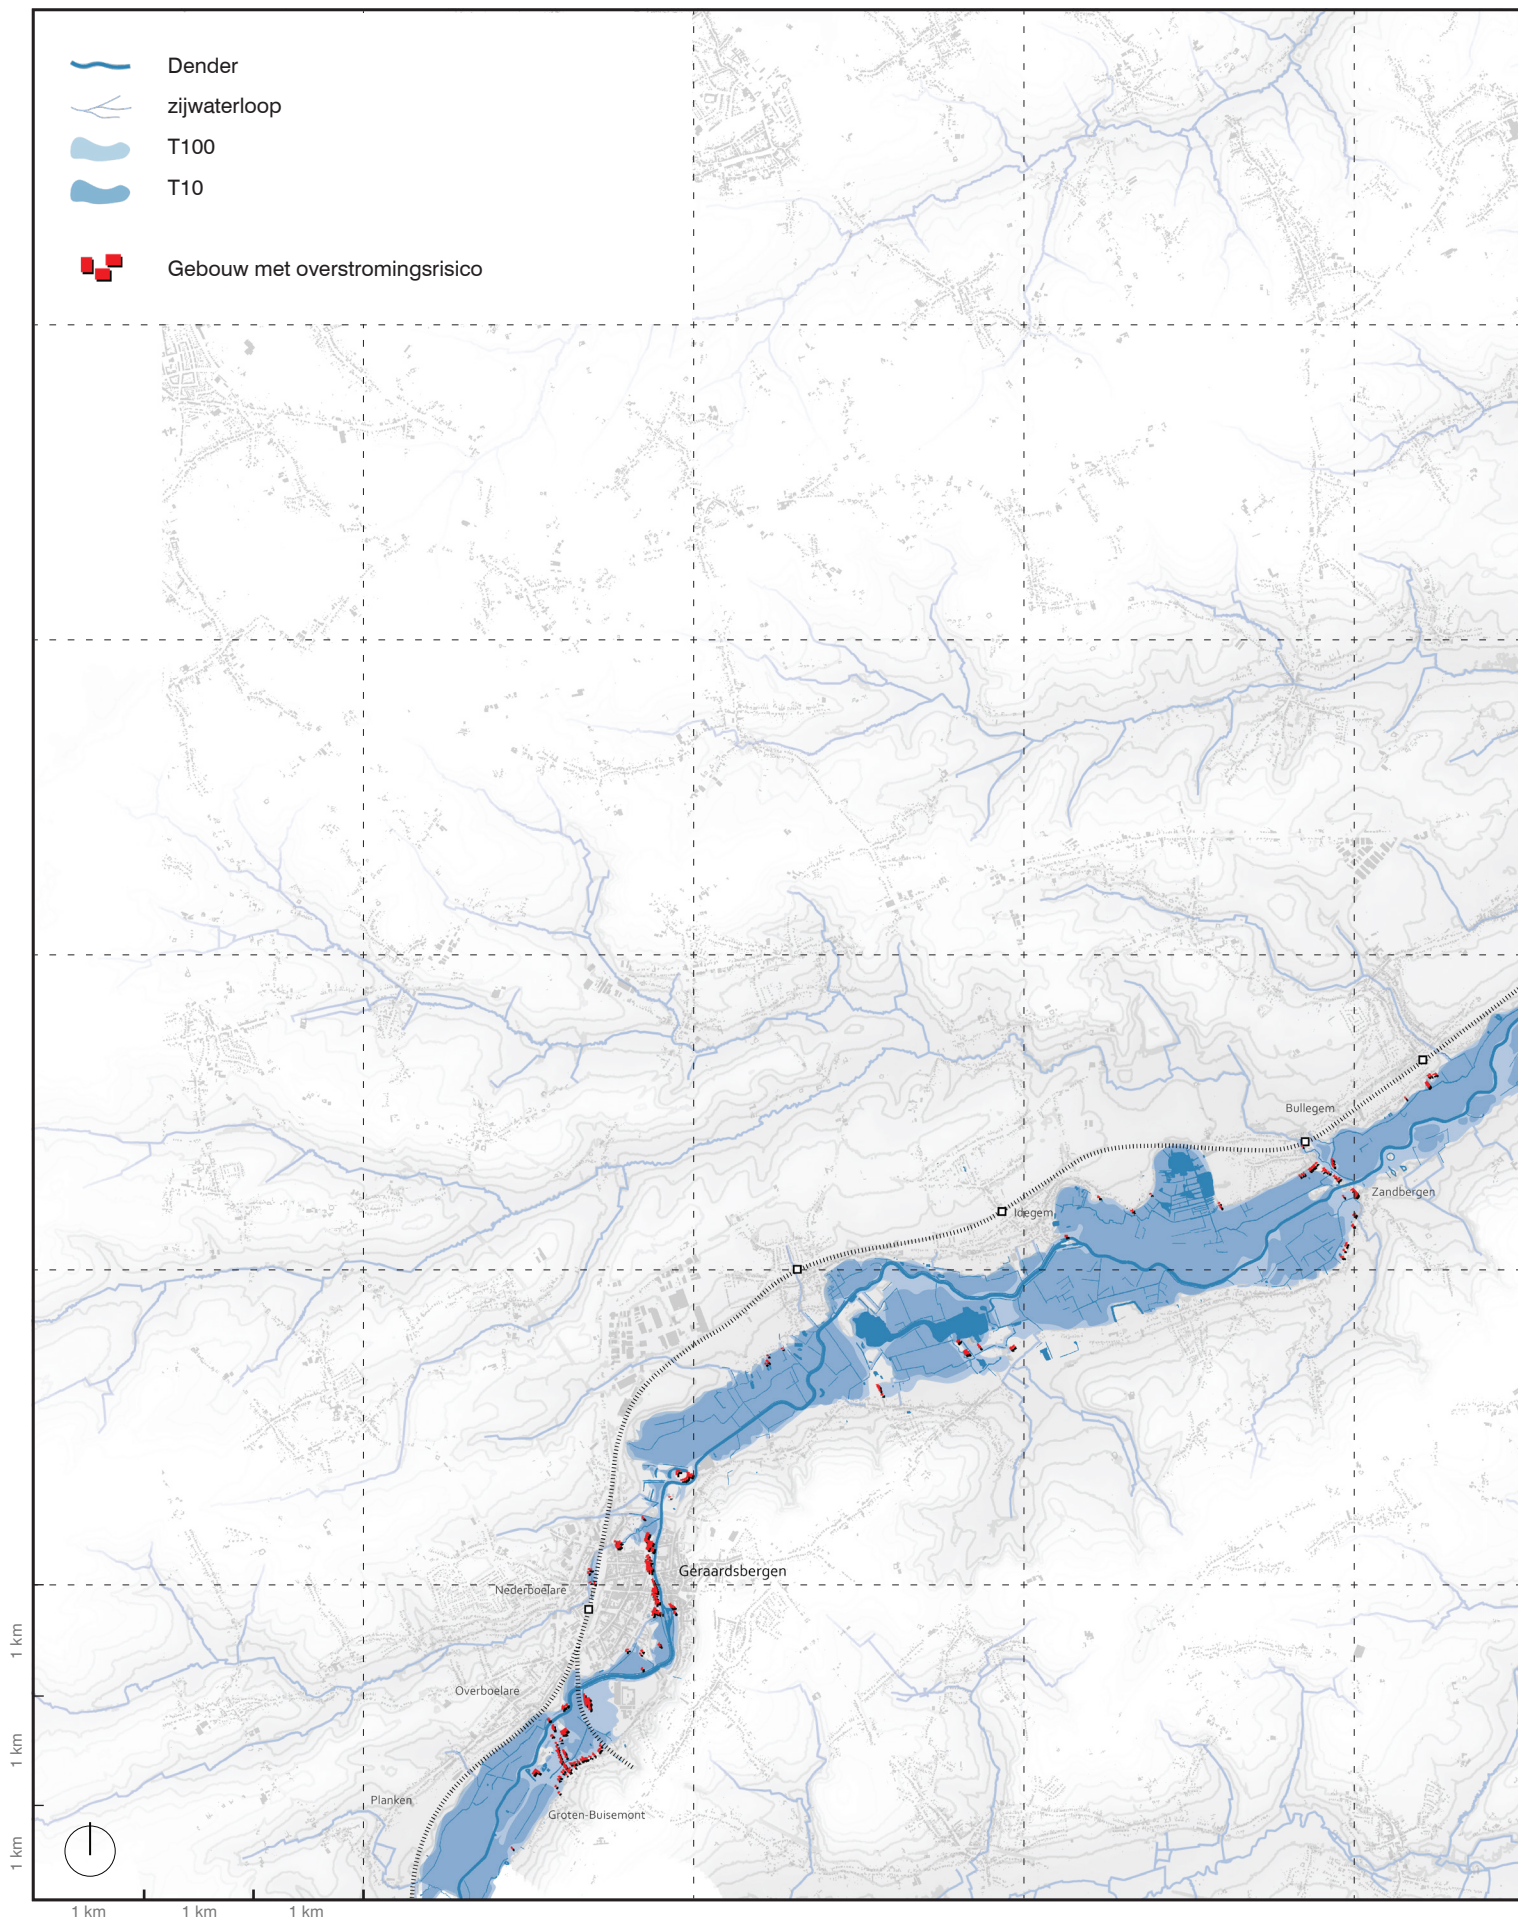 Dender
zijwaterloop
T100
T10
Gebouw met overstromingsrisico
Bullegem
Zandbergen
Idegem
Geraardsbergen
Nederboelare
Overboelare
Planken
Groten-Buisemont
1 km
1 km
1 km
1 km
1 km
1 km